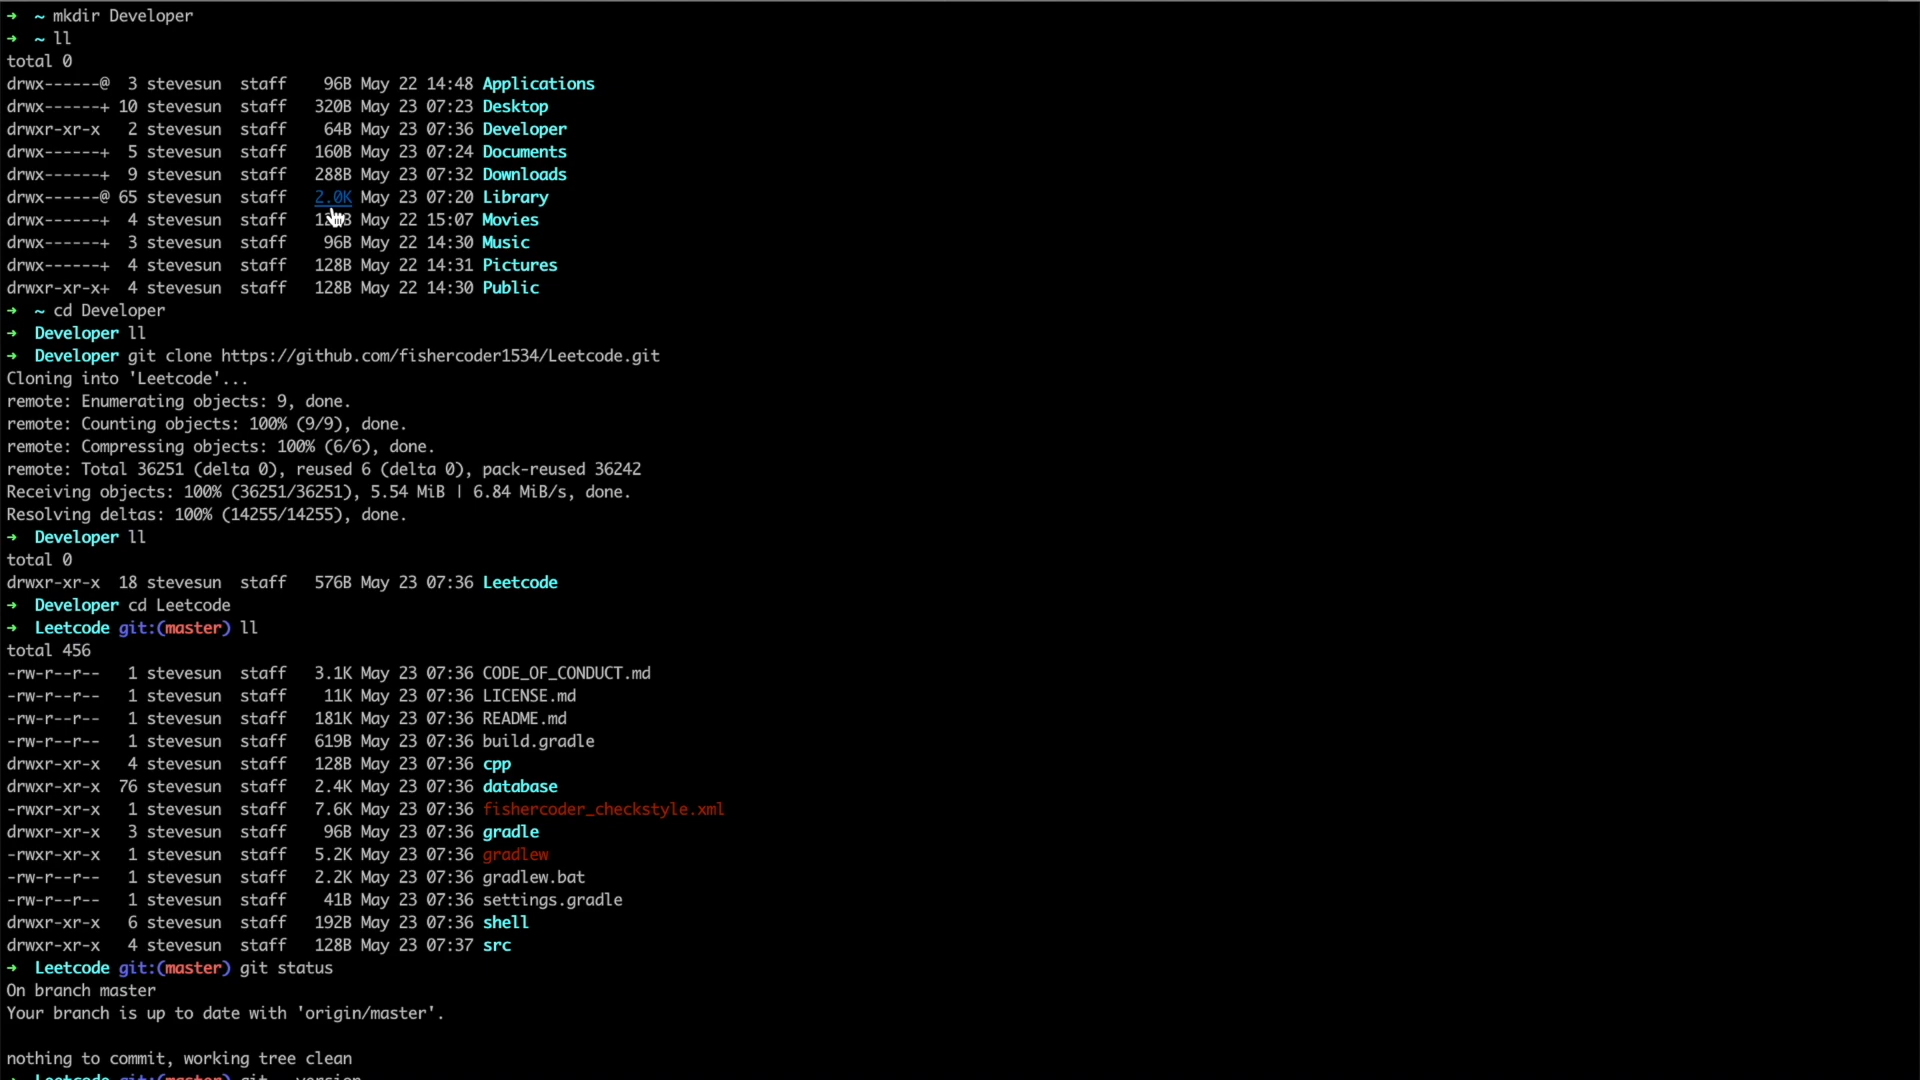 ➜ ~ mkdir Developer
➜ ~ ll
total 0
drwx------@ 3 stevesun staff 96B May 22 14:48 Applications
drwx------+ 10 stevesun staff 320B May 23 07:23 Desktop
drwxr-xr-x 2 stevesun staff 64B May 23 07:36 Developer
drwx------+ 5 stevesun staff 160B May 23 07:24 Documents
drwx------+ 9 stevesun staff 288B May 23 07:32 Downloads
drwx------@ 65 stevesun staff 2.0K May 23 07:20 Library
drwx------+ 4 stevesun staff May 22 15:07 Movies
drwx------+ 3 stevesun staff 96B May 22 14:30 Music
drwx------+ 4 stevesun staff 128B May 22 14:31 Pictures
drwxr-xr-x+ 4 stevesun staff 128B May 22 14:30 Public
➜ ~ cd Developer
➜ Developer ll
➜ Developer git clone https://github.com/fishercoder1534/Leetcode.git
Cloning into 'Leetcode'...
remote: Enumerating objects: 9, done.
remote: Counting objects: 100% (9/9), done.
remote: Compressing objects: 100% (6/6), done.
remote: Total 36251 (delta 0), reused 6 (delta 0), pack-reused 36242
Receiving objects: 100% (36251/36251), 5.54 MiB | 6.84 MiB/s, done.
Resolving deltas: 100% (14255/14255), done.
➜ Developer ll
total 0
drwxr-xr-x 18 stevesun staff 576B May 23 07:36 Leetcode
➜ Developer cd Leetcode
➜ Leetcode git:(master) ll
total 456
-rw-r--r-- 1 stevesun staff 3.1K May 23 07:36 CODE_OF_CONDUCT.md
-rw-r--r-- 1 stevesun staff 11K May 23 07:36 LICENSE.md
-rw-r--r-- 1 stevesun staff 181K May 23 07:36 README.md
-rw-r--r-- 1 stevesun staff 619B May 23 07:36 build.gradle
drwxr-xr-x 4 stevesun staff 128B May 23 07:36 cpp
drwxr-xr-x 76 stevesun staff 2.4K May 23 07:36 database
-rwxr-xr-x 1 stevesun staff 7.6K May 23 07:36 fishercoder_checkstyle.xml
drwxr-xr-x 3 stevesun staff 96B May 23 07:36 gradle
-rwxr-xr-x 1 stevesun staff 5.2K May 23 07:36 gradlew
-rw-r--r-- 1 stevesun staff 2.2K May 23 07:36 gradlew.bat
-rw-r--r-- 1 stevesun staff 41B May 23 07:36 settings.gradle
drwxr-xr-x 6 stevesun staff 192B May 23 07:36 shell
drwxr-xr-x 4 stevesun staff 128B May 23 07:37 src
➜ Leetcode git:(master) git status
On branch master
Your branch is up to date with 'origin/master'.
nothing to commit, working tree clean
➜ Leetcode git:(master) git --version